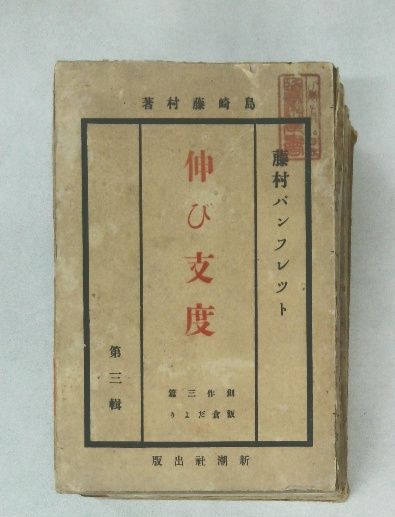 島崎藤村著
藤村パンフレツト
伸び支度
創作三篇
飯倉だより
第三輯
新潮社出版